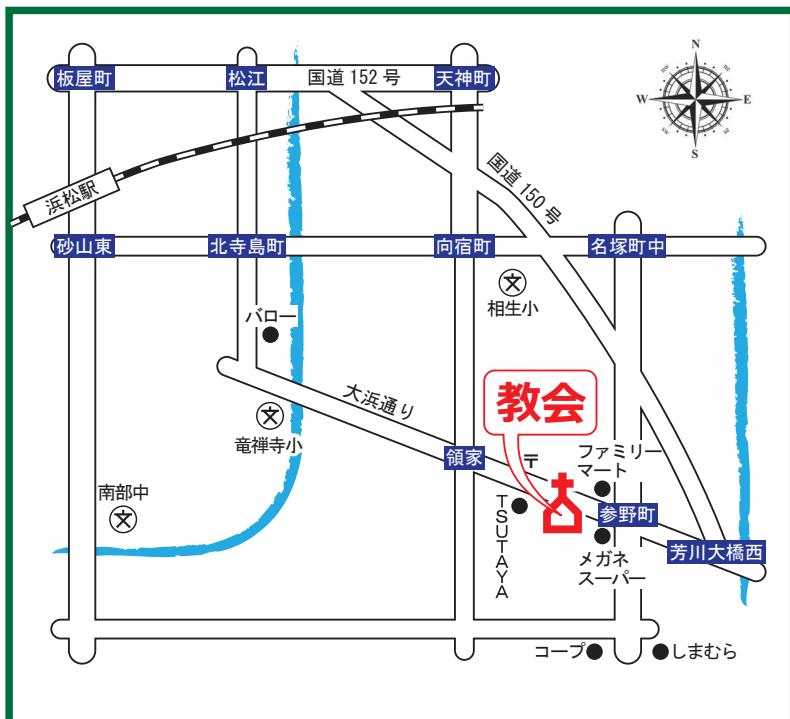 N
W
E
S
板屋町
松江
国道 152 号
天神町
浜松駅
国道 150 号
砂山東
北寺島町
向宿町
名塚町中
文
相生小
バロー
大浜通り
教会
文
竜禅寺小
領家
〒
ファミリー
マート
南部中
文
TSUTAYA
参野町
芳川大橋西
メガネ
スーパー
コープ
しまむら